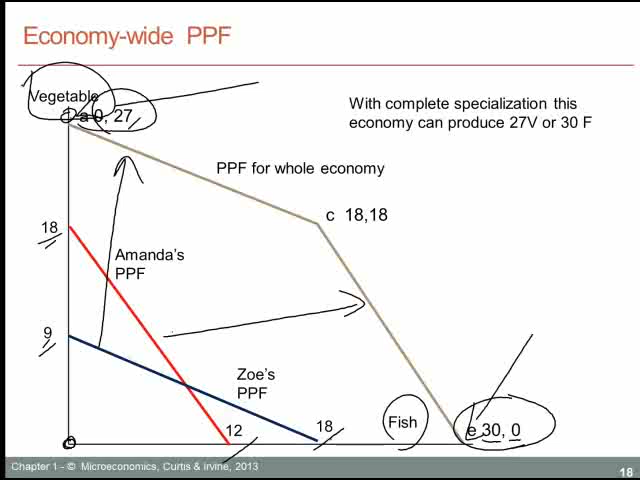 Economy-wide PPF
Vegetable
a 0, 27
With complete specialization this
economy can produce 27V or 30 F
PPF for whole economy
c 18,18
18
Amanda's
PPF
9
Zoe's
PPF
12
18
Fish
e 30, 0
0
Chapter 1 - © Microeconomics, Curtis & Irvine, 2013
18